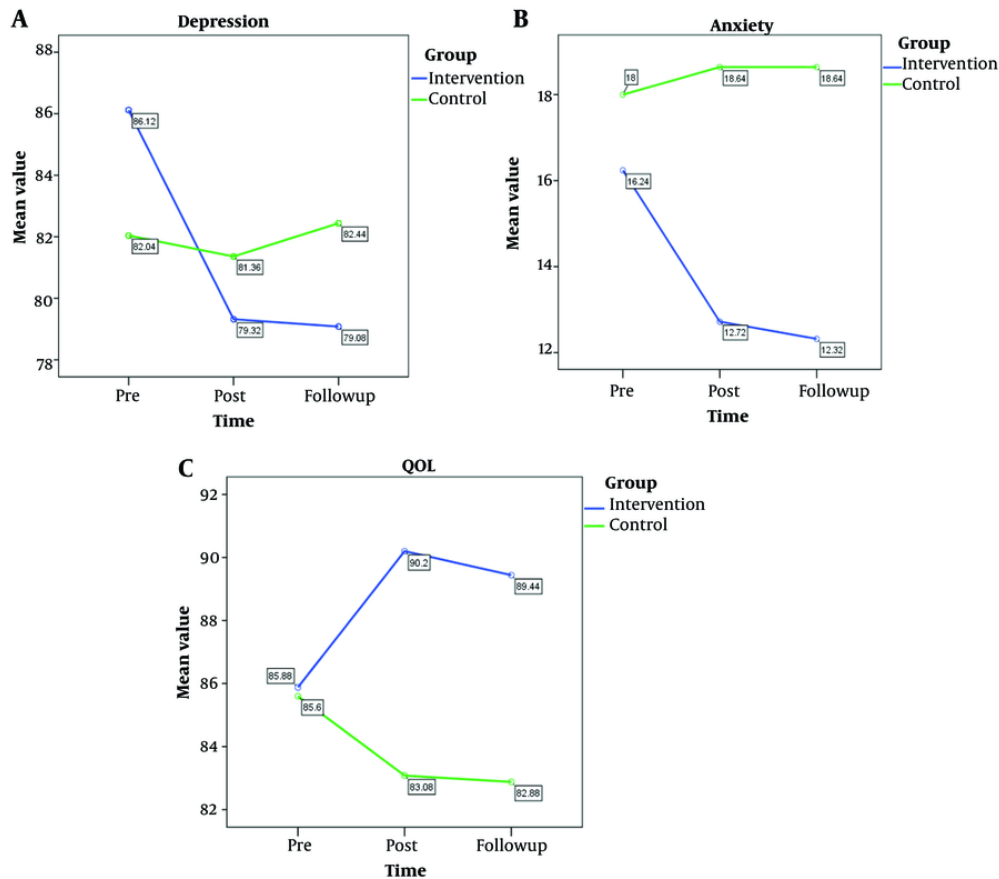 A
Depression
Mean value
88
86
84
82
80
78
86.12
82.04
81.36
79.32
82.44
79.08
Pre
Post
Followup
Time
Group
Intervention
Control
B
Anxiety
Mean value
18
16
14
12
18
18.64
18.64
16.24
12.72
12.32
Pre
Post
Followup
Time
Group
Intervention
Control
C
QOL
Mean value
92
90
88
86
84
82
85.88
85.6
90.2
89.44
83.08
82.88
Pre
Post
Followup
Time
Group
Intervention
Control